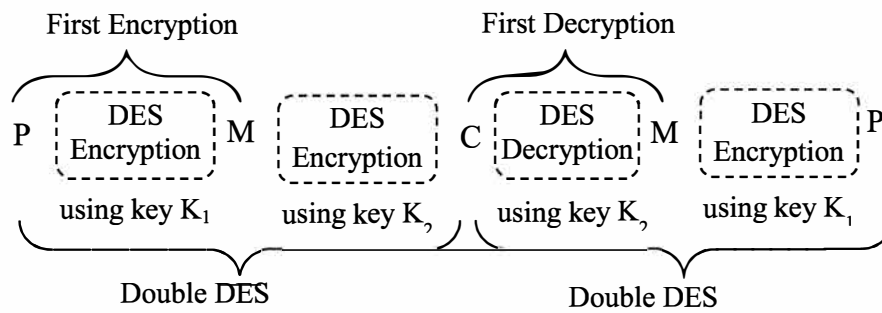 First Encryption
First Decryption
P
DES
Encryption
M
DES
Encryption
C
DES
Decryption
M
DES
Encryption
P
using key K₁
using key K₂
using key K₂
using key K₁
Double DES
Double DES